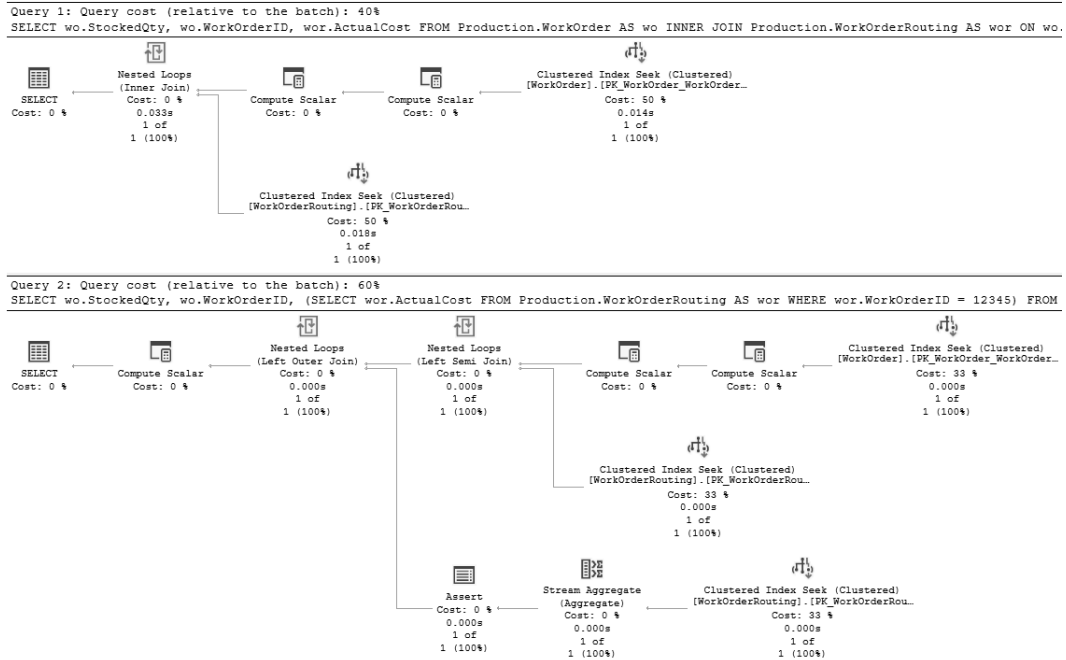 Query 1: Query cost (relative to the batch): 40%
SELECT wo.StockedQty, wo.WorkOrderID, wor.ActualCost FROM Production.WorkOrder AS wo INNER JOIN Production.WorkOrderRouting AS wor ON wo.
SELECT
Cost: 0 %
Nested Loops
(Inner Join)
Cost: 0 %
0.033s
1 of
1 (100%)
Compute Scalar
Cost: 0 %
Compute Scalar
Cost: 0 %
Clustered Index Seek (Clustered)
[WorkOrder].[PK_WorkOrder_WorkOrder…
Cost: 50 %
0.014s
1 of
1 (100%)
Clustered Index Seek (Clustered)
[WorkOrderRouting].[PK_WorkOrderRou…
Cost: 50 %
0.018s
1 of
1 (100%)
Query 2: Query cost (relative to the batch): 60%
SELECT wo.StockedQty, wo.WorkOrderID, (SELECT wor.ActualCost FROM Production.WorkOrderRouting AS wor WHERE wor.WorkOrderID = 12345) FROM
SELECT
Cost: 0 %
Compute Scalar
Cost: 0 %
Nested Loops
(Left Outer Join)
Cost: 0 %
0.000s
1 of
1 (100%)
Nested Loops
(Left Semi Join)
Cost: 0 %
0.000s
1 of
1 (100%)
Compute Scalar
Cost: 0 %
Compute Scalar
Cost: 0 %
Clustered Index Seek (Clustered)
[WorkOrder].[PK_WorkOrder_WorkOrder…
Cost: 33 %
0.000s
1 of
1 (100%)
Clustered Index Seek (Clustered)
[WorkOrderRouting].[PK_WorkOrderRou…
Cost: 33 %
0.000s
1 of
1 (100%)
Assert
Cost: 0 %
0.000s
1 of
1 (100%)
Stream Aggregate
(Aggregate)
Cost: 0 %
0.000s
1 of
1 (100%)
Clustered Index Seek (Clustered)
[WorkOrderRouting].[PK_WorkOrderRou…
Cost: 33 %
0.000s
1 of
1 (100%)